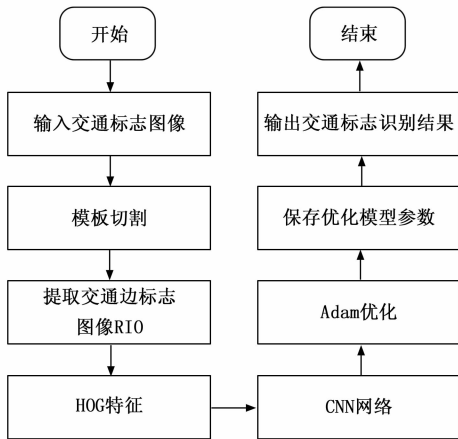 开始
输入交通标志图像
模板切割
提取交通边标志
图像RIO
HOG特征
CNN网络
Adam优化
保存优化模型参数
输出交通标志识别结果
结束